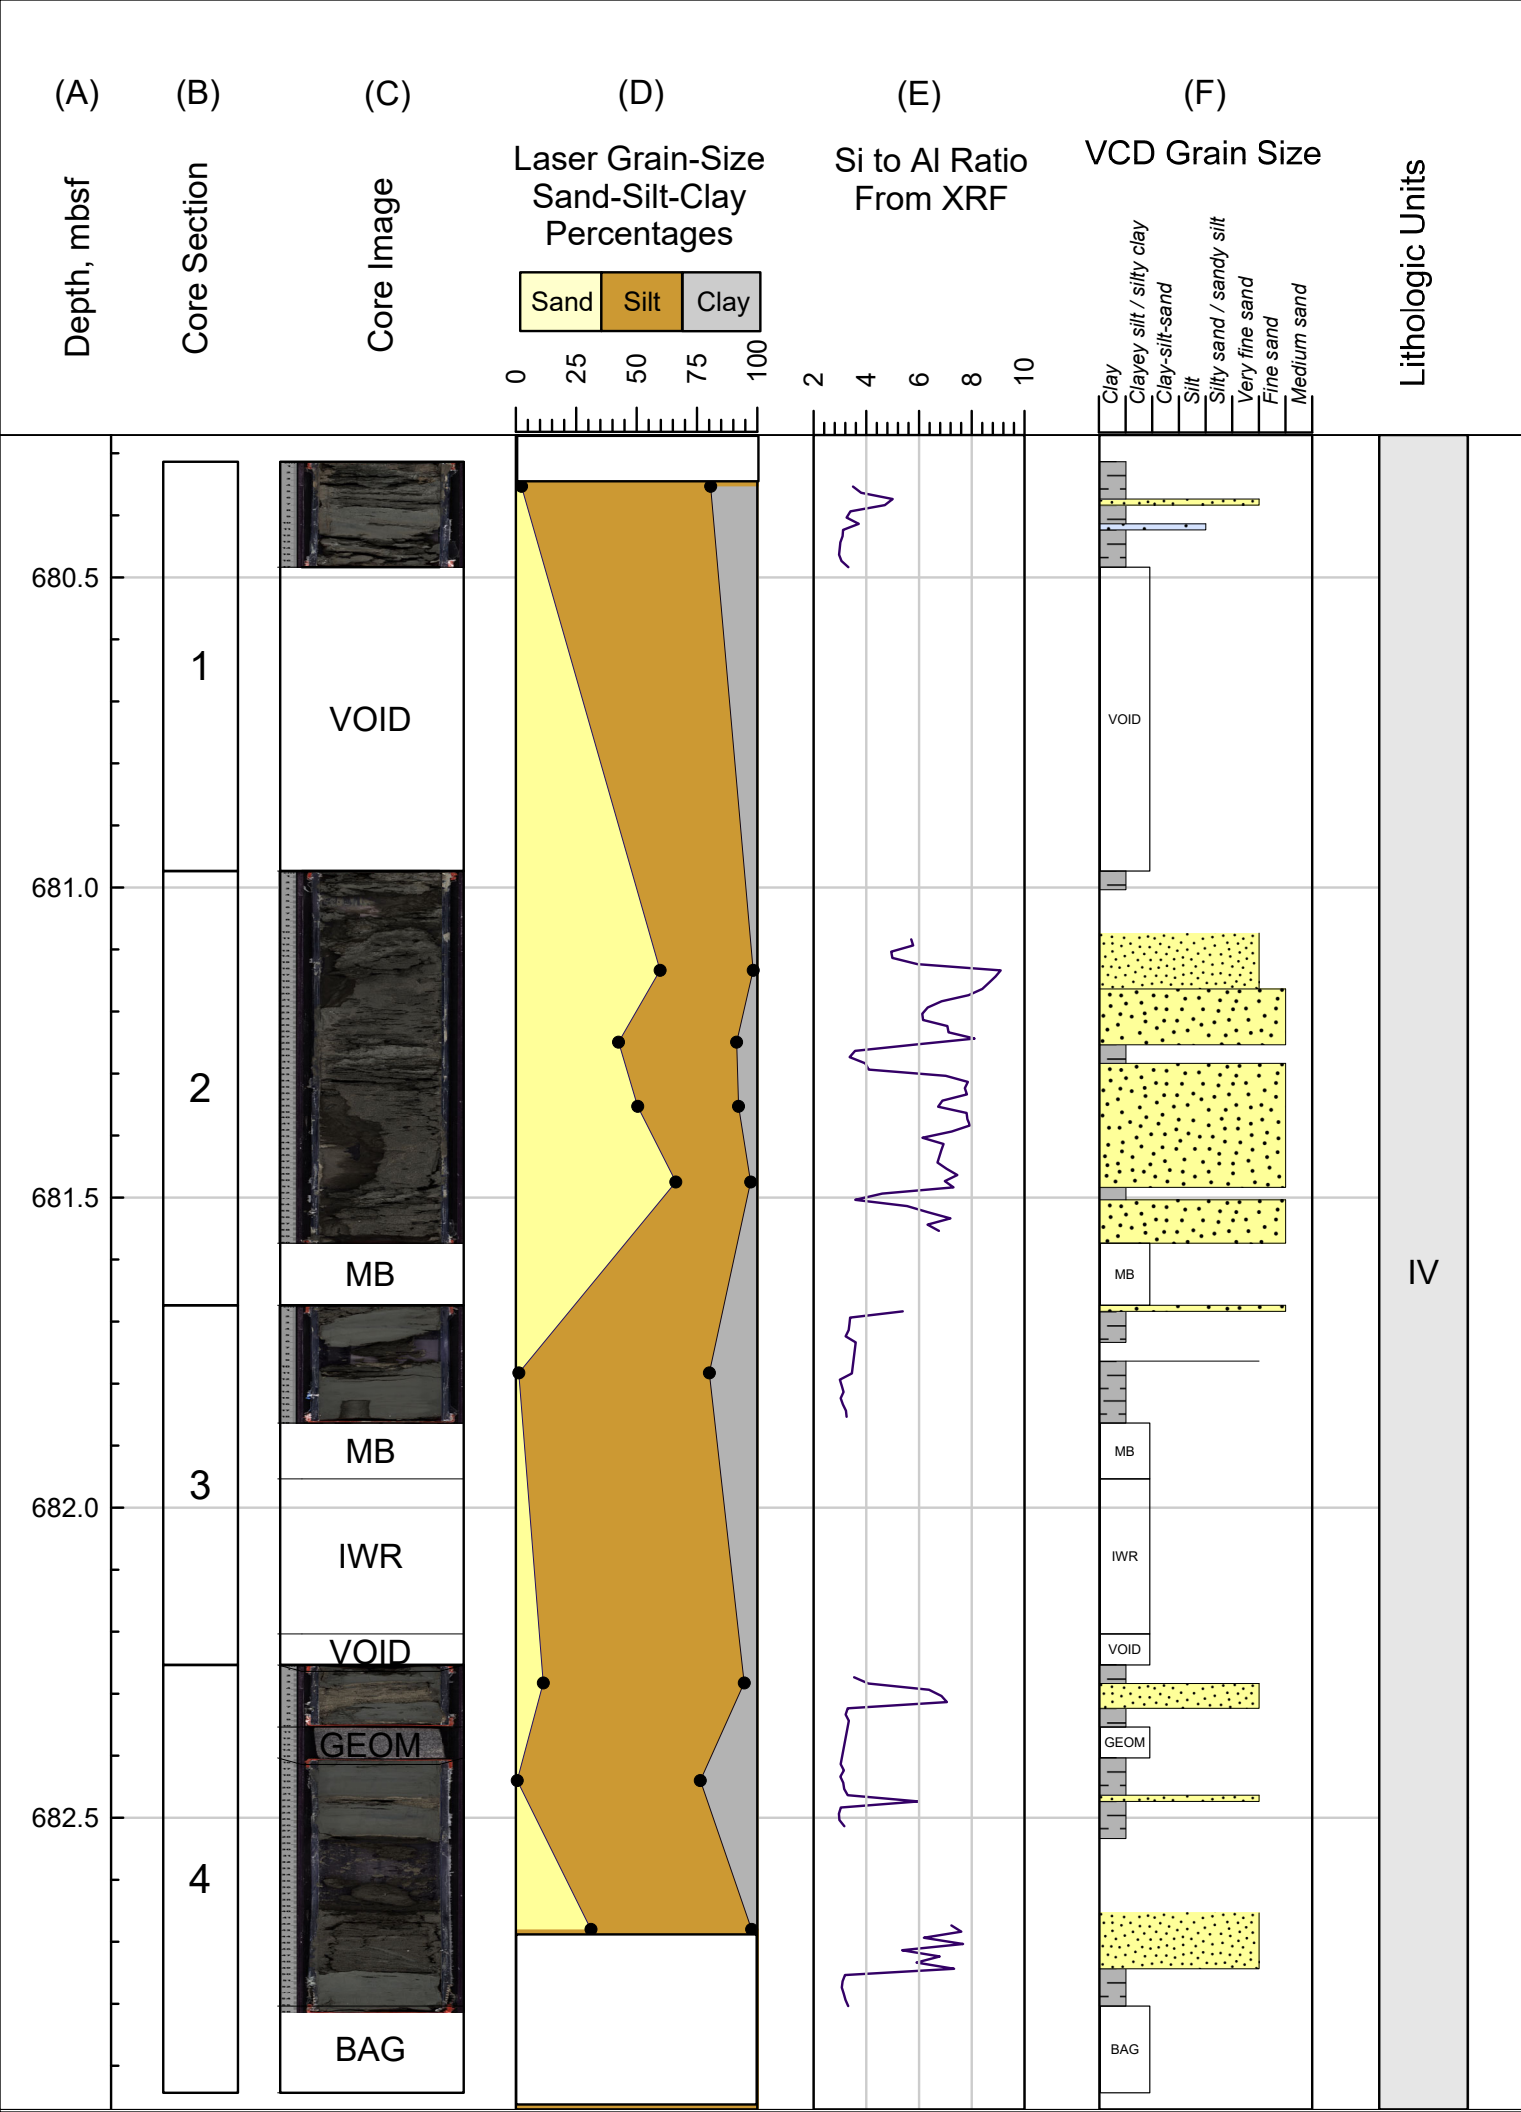 (A) (B) (C) (D) (E) (F)
Depth, mbsf
Core Section
Core Image
Laser Grain-Size
Sand-Silt-Clay
Percentages
Sand Silt Clay
0 25 50 75 100
Si to Al Ratio
From XRF
2 4 6 8 10
VCD Grain Size
Clay
Clayey silt / silty clay
Clay-silt-sand
Silt
Silty sand / sandy silt
Very fine sand
Fine sand
Medium sand
Lithologic Units
680.5
1
VOID
VOID
681.0
2
681.5
MB
MB
IV
MB
MB
3
682.0
IWR
IWR
VOID
VOID
GEOM
GEOM
682.5
4
BAG
BAG